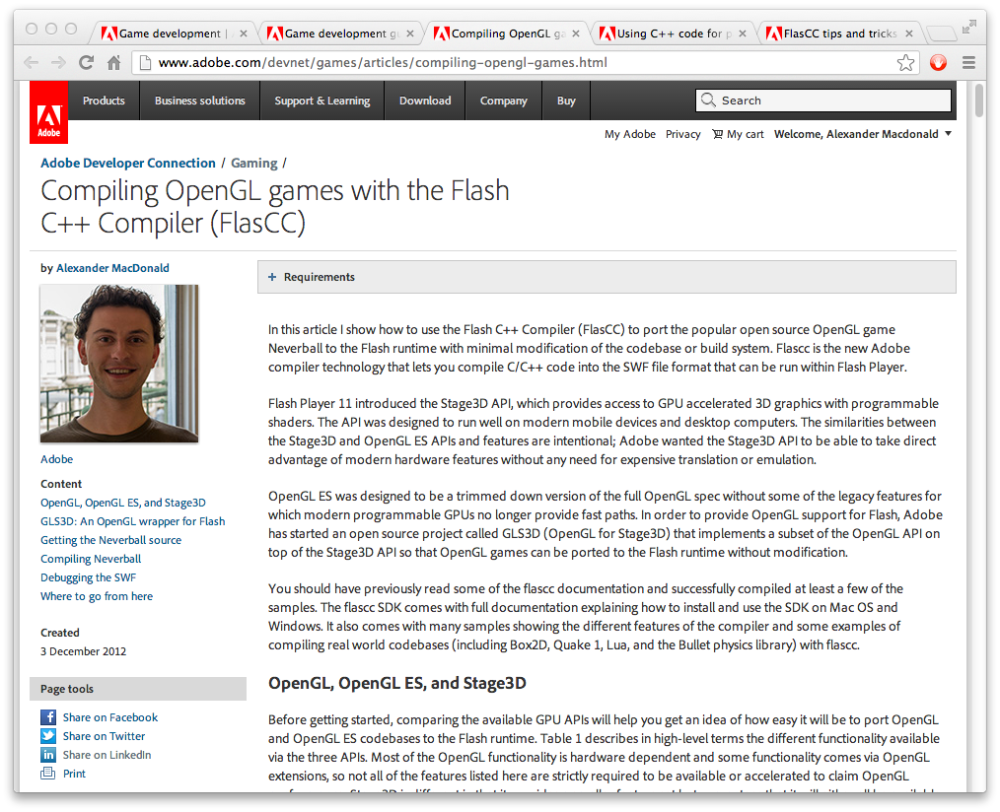 Game development |
Game development gu
Compiling OpenGL ga
Using C++ code for p
FlasCC tips and tricks
www.adobe.com/devnet/games/articles/compiling-opengl-games.html
Adobe
Products
Business solutions
Support & Learning
Download
Company
Buy
Search
My Adobe
Privacy
My cart
Welcome, Alexander Macdonald
Adobe Developer Connection / Gaming /
Compiling OpenGL games with the Flash
C++ Compiler (FlasCC)
by Alexander MacDonald
Adobe
Content
OpenGL, OpenGL ES, and Stage3D
GLS3D: An OpenGL wrapper for Flash
Getting the Neverball source
Compiling Neverball
Debugging the SWF
Where to go from here
Created
3 December 2012
Page tools
Share on Facebook
Share on Twitter
Share on LinkedIn
Print
+ Requirements
In this article I show how to use the Flash C++ Compiler (FlasCC) to port the popular open source OpenGL game
Neverball to the Flash runtime with minimal modification of the codebase or build system. Flascc is the new Adobe
compiler technology that lets you compile C/C++ code into the SWF file format that can be run within Flash Player.
Flash Player 11 introduced the Stage3D API, which provides access to GPU accelerated 3D graphics with programmable
shaders. The API was designed to run well on modern mobile devices and desktop computers. The similarities between
the Stage3D and OpenGL ES APIs and features are intentional; Adobe wanted the Stage3D API to be able to take direct
advantage of modern hardware features without any need for expensive translation or emulation.
OpenGL ES was designed to be a trimmed down version of the full OpenGL spec without some of the legacy features for
which modern programmable GPUs no longer provide fast paths. In order to provide OpenGL support for Flash, Adobe
has started an open source project called GLS3D (OpenGL for Stage3D) that implements a subset of the OpenGL API on
top of the Stage3D API so that OpenGL games can be ported to the Flash runtime without modification.
You should have previously read some of the flascc documentation and successfully compiled at least a few of the
samples. The flascc SDK comes with full documentation explaining how to install and use the SDK on Mac OS and
Windows. It also comes with many samples showing the different features of the compiler and some examples of
compiling real world codebases (including Box2D, Quake 1, Lua, and the Bullet physics library) with flascc.
OpenGL, OpenGL ES, and Stage3D
Before getting started, comparing the available GPU APIs will help you get an idea of how easy it will be to port OpenGL
and OpenGL ES codebases to the Flash runtime. Table 1 describes in high-level terms the different functionality available
via the three APIs. Most of the OpenGL functionality is hardware dependent and some functionality comes via OpenGL
extensions, so not all of the features listed here are strictly required to be available or accelerated to claim OpenGL